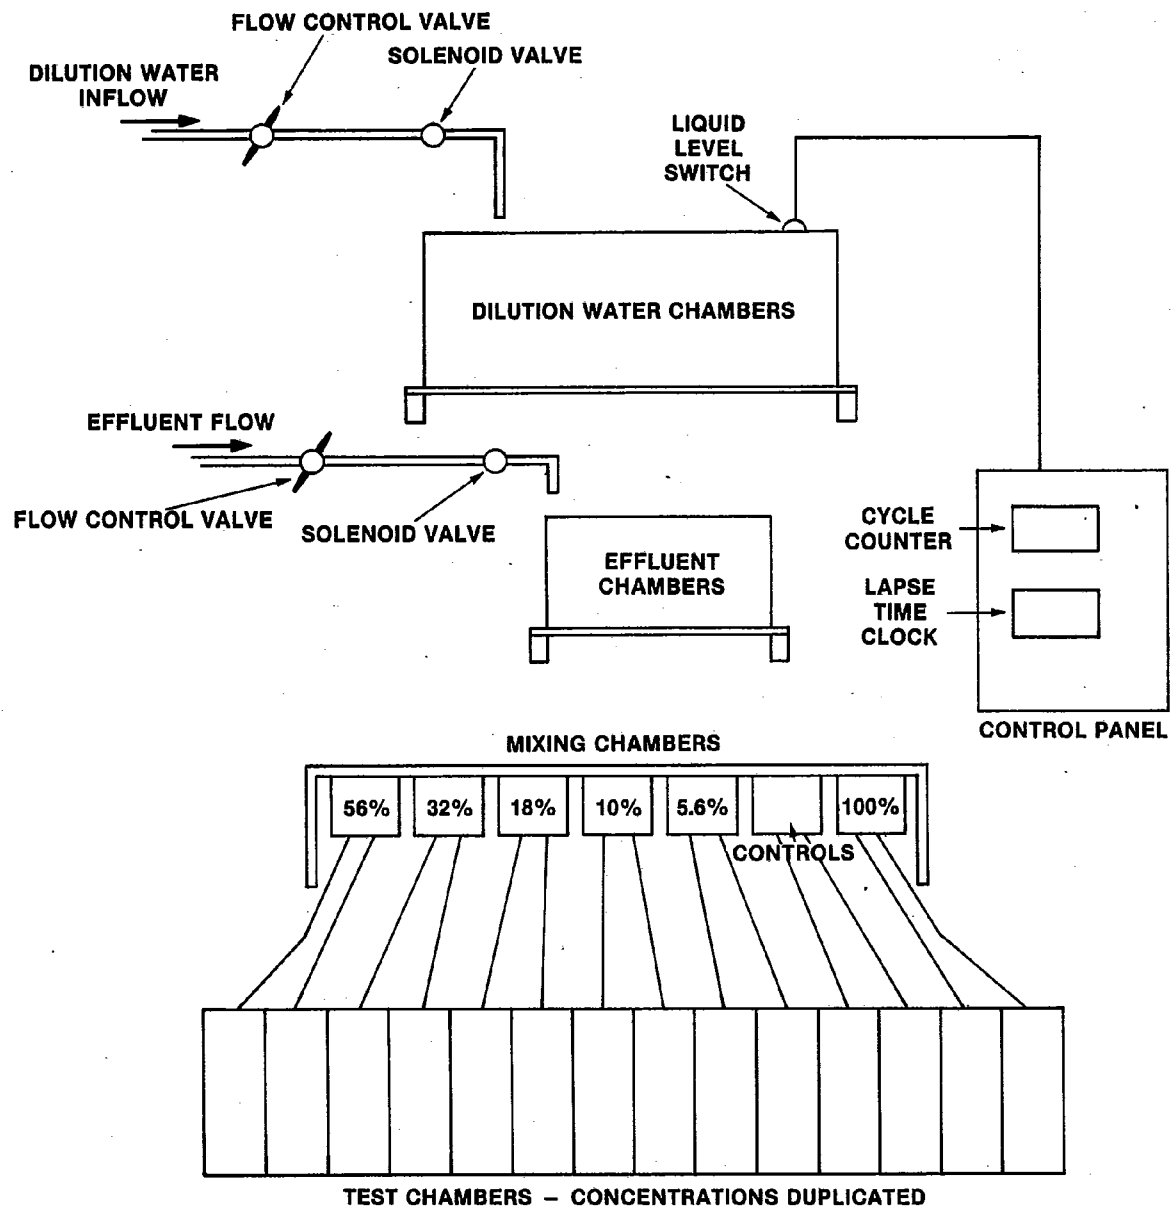 FLOW CONTROL VALVE
SOLENOID VALVE
DILUTION WATER
INFLOW
LIQUID
LEVEL
SWITCH
DILUTION WATER CHAMBERS
EFFLUENT FLOW
FLOW CONTROL VALVE
SOLENOID VALVE
EFFLUENT
CHAMBERS
CYCLE
COUNTER
LAPSE
TIME
CLOCK
CONTROL PANEL
MIXING CHAMBERS
56% 32% 18% 10% 5.6% 100%
CONTROLS
TEST CHAMBERS – CONCENTRATIONS DUPLICATED